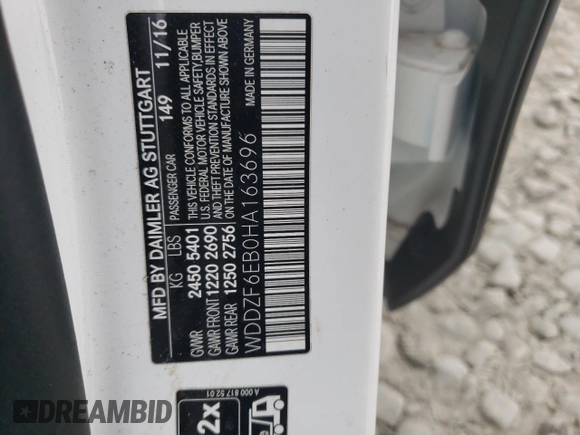 MFD BY DAIMLER AG STUTTGART
149 11/16
KG LBS PASSENGER CAR
GVWR 2450 5401
GAWR FRONT 1220 2690
GAWR REAR 1250 2756
THIS VEHICLE CONFORMS TO ALL APPLICABLE
U.S. FEDERAL MOTOR VEHICLE SAFETY,BUMPER
AND THEFT PREVENTION STANDARDS IN EFFECT
ON THE DATE OF MANUFACTURE SHOWN ABOVE
WDDZF6EB0HA163696 MADE IN GERMANY
A 000 817 52 01
2x
DREAMBID